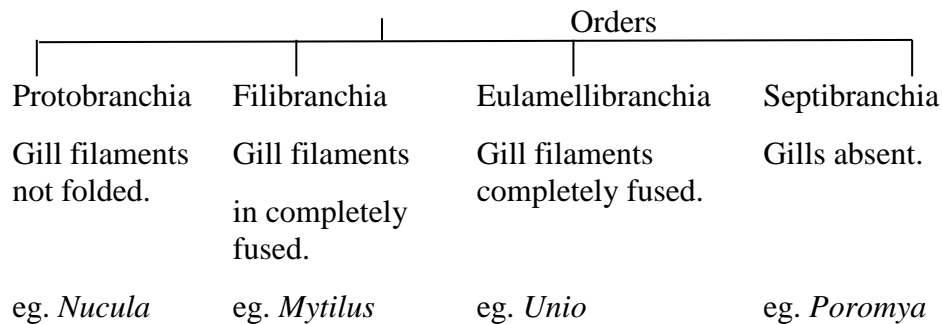 Orders
Protobranchia Filibranchia Eulamellibranchia Septibranchia
Gill filaments
not folded.
Gill filaments
in completely
fused.
Gill filaments
completely fused.
Gills absent.
eg. Nucula eg. Mytilus eg. Unio eg. Poromya